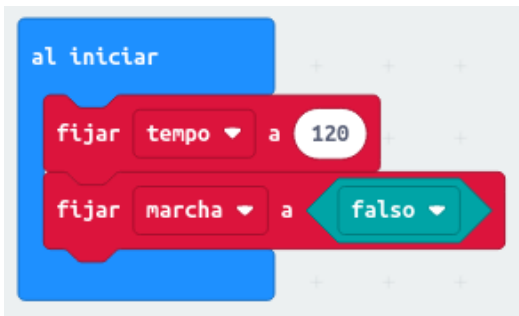 al iniciar
fijar tempo a 120
fijar marcha a falso